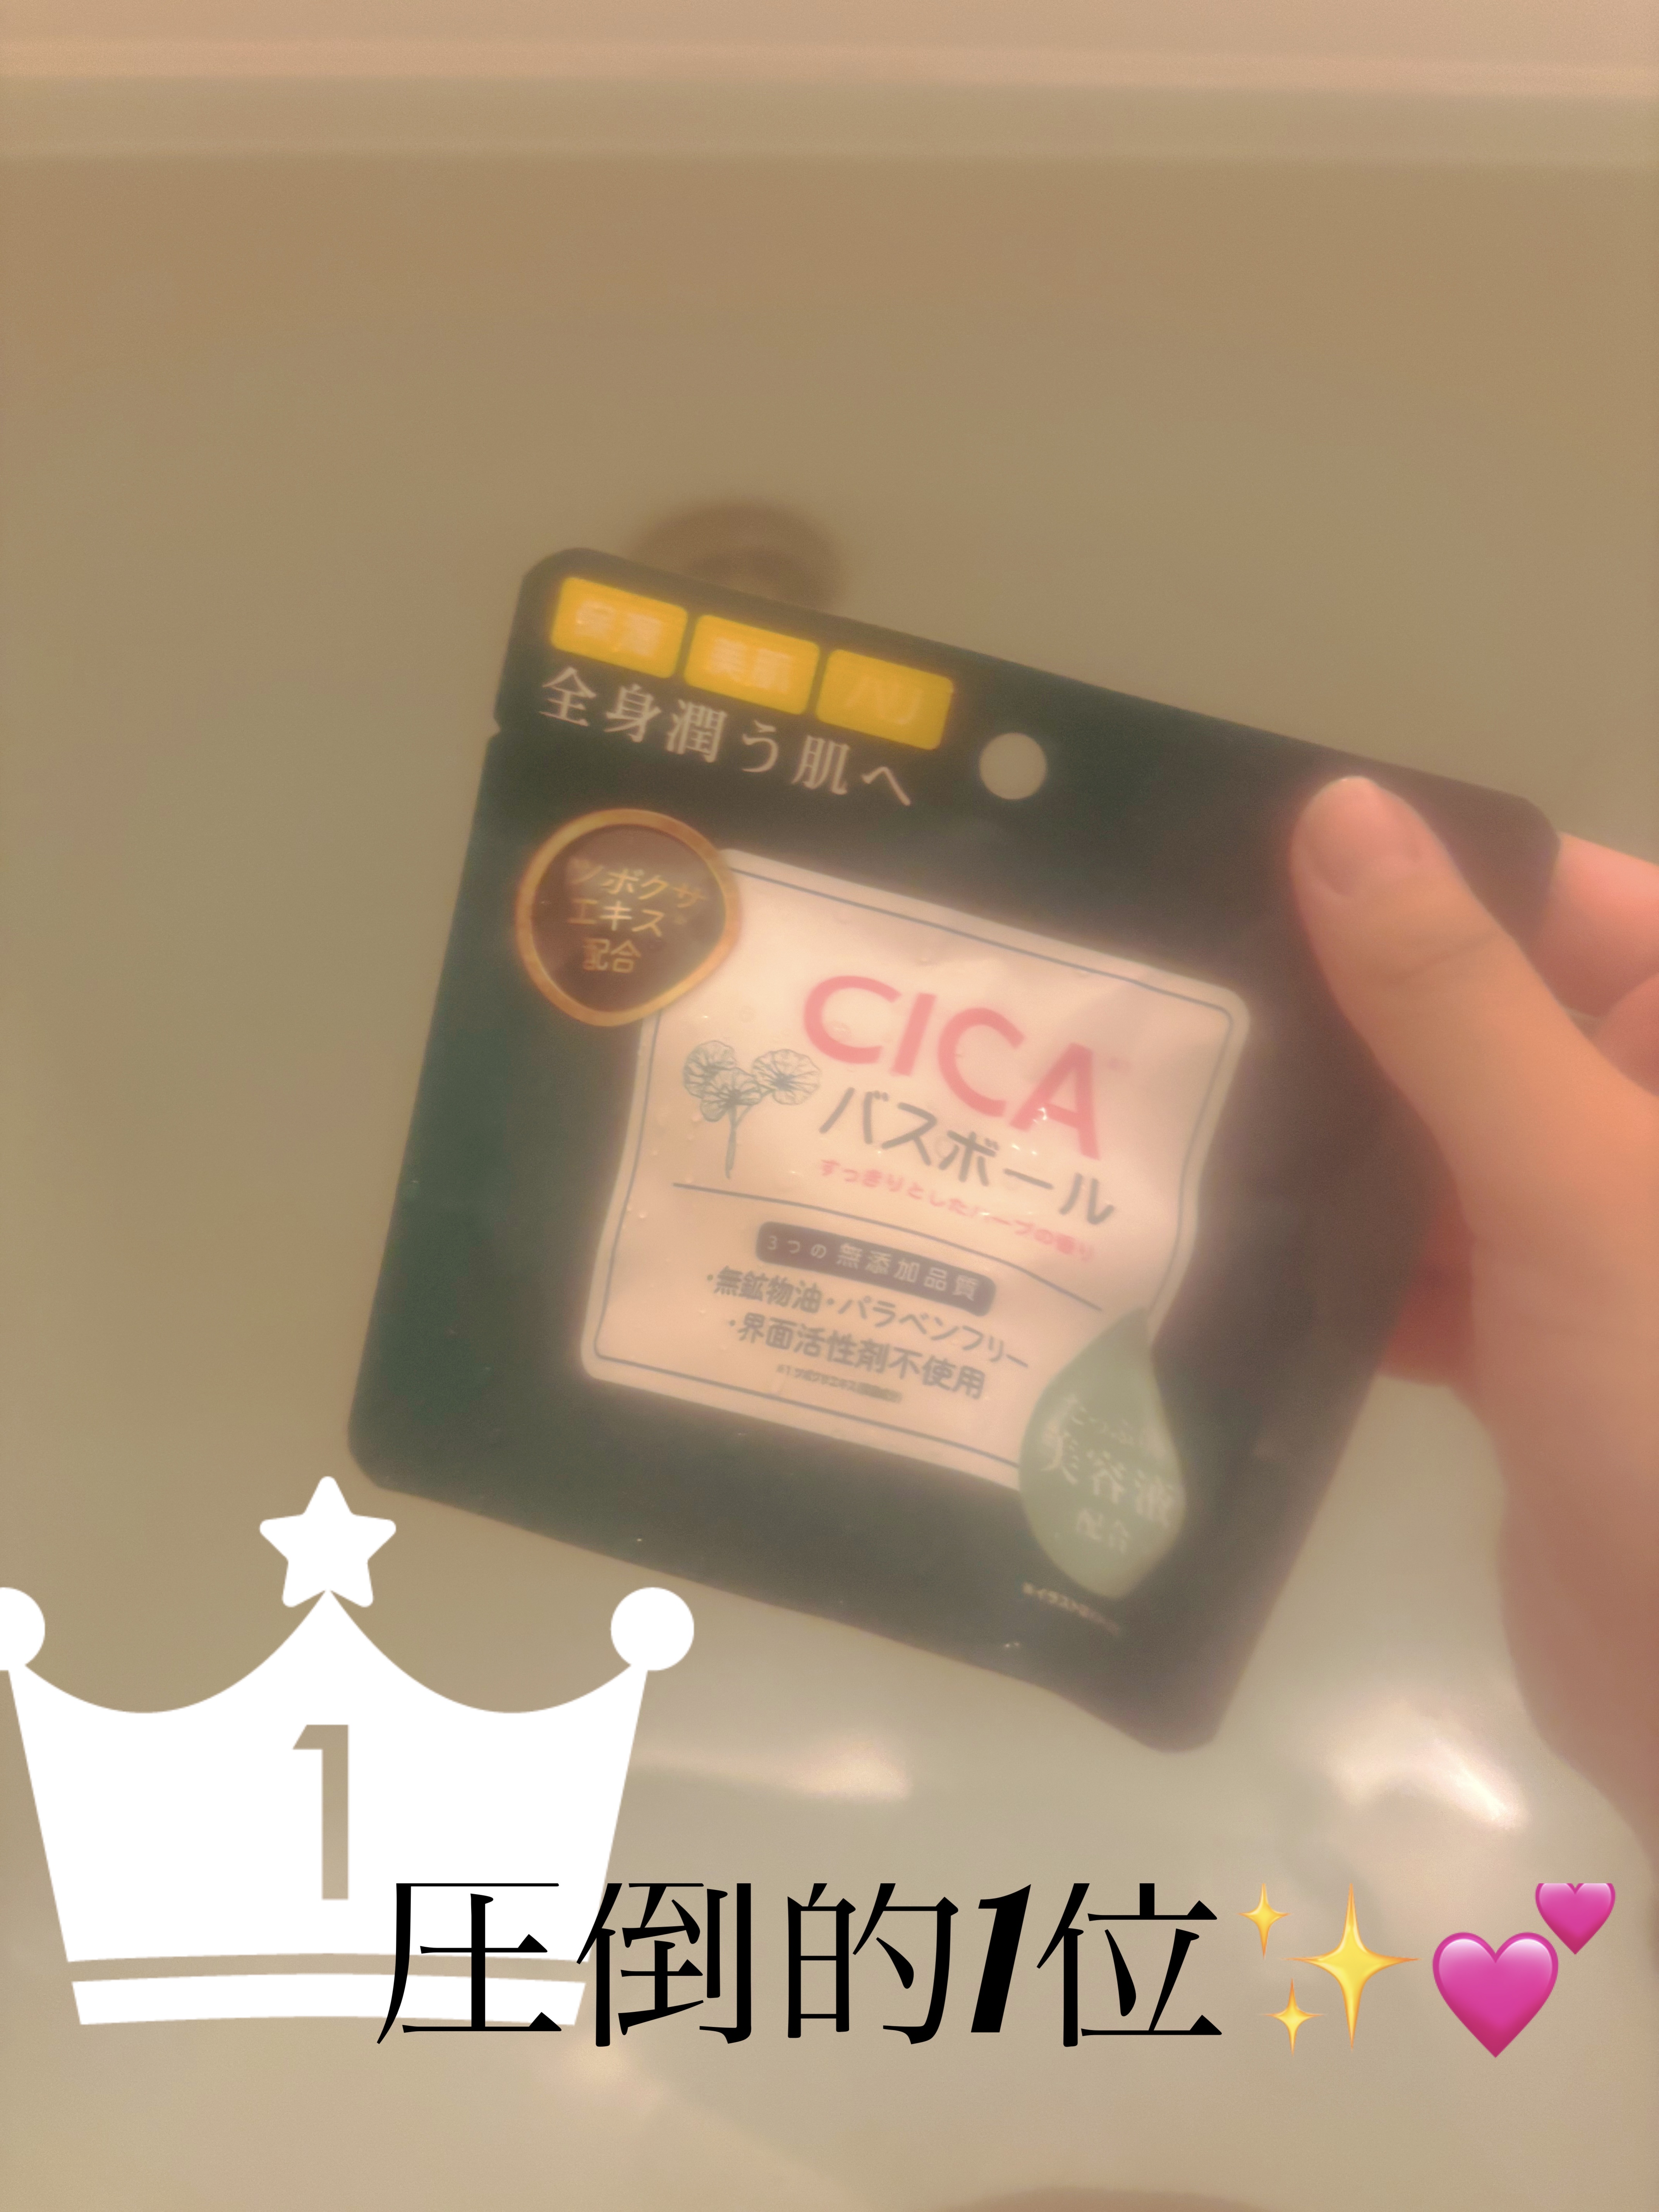 保湿 美肌 ハリ
全身潤う肌へ
ツボクサ
エキス
配合
CICA
バスボール
すっきりとしたハーブの香り
3つの 無添加品質
・無鉱物油・パラベンフリー
・界面活性剤不使用
美容液
配合
1
圧倒的1位✨💕